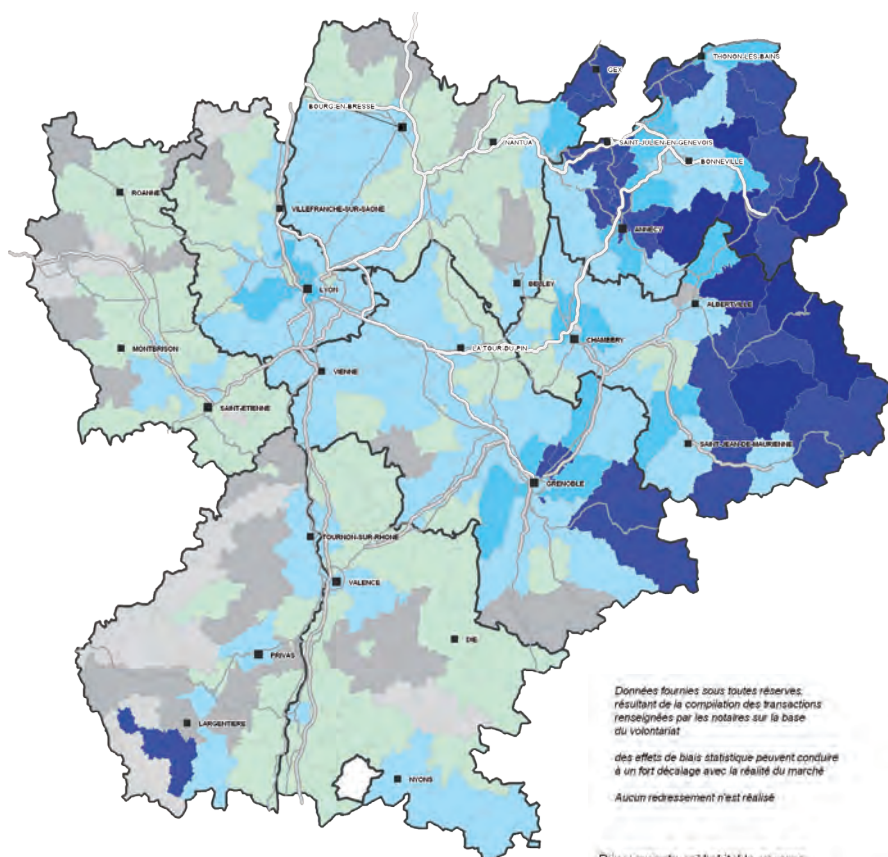 THONON-LES-BAINS
GEX
BOURG-EN-BRESSE
NANTUA
SAINT-JULIEN-EN-GENEVOIS
BONNEVILLE
ROANNE
VILLEFRANCHE-SUR-SAONE
ANNECY
LYON
BELLEY
ALBERTVILLE
MONTBRISON
LA TOUR-DU-PIN
CHAMBERY
VIENNE
SAINT-ETIENNE
SAINT-JEAN-DE-MAURIENNE
GRENOBLE
TOURNON-SUR-RHONE
VALENCE
DIE
PRIVAS
LARGENTIERE
NYONS
Données fournies sous toutes réserves,
résultant de la compilation des transactions
renseignées par les notaires sur la base
du volontariat
des effets de biais statistique peuvent conduire
à un fort décalage avec la réalité du marché
Aucun redressement n'est réalisé